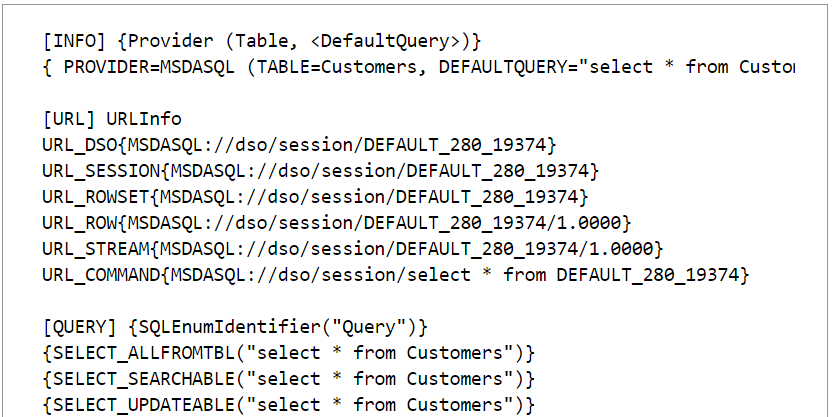 [INFO] {Provider (Table, <DefaultQuery>)}
{ PROVIDER=MSDASQL (TABLE=Customers, DEFAULTQUERY="select * from Custom
[URL] URLInfo
URL_DSO{MSDASQL://dso/session/DEFAULT_280_19374}
URL_SESSION{MSDASQL://dso/session/DEFAULT_280_19374}
URL_ROWSET{MSDASQL://dso/session/DEFAULT_280_19374}
URL_ROW{MSDASQL://dso/session/DEFAULT_280_19374/1.0000}
URL_STREAM{MSDASQL://dso/session/DEFAULT_280_19374/1.0000}
URL_COMMAND{MSDASQL://dso/session/select * from DEFAULT_280_19374}
[QUERY] {SQLEnumIdentifier("Query")}
{SELECT_ALLFROMTBL("select * from Customers")}
{SELECT_SEARCHABLE("select * from Customers")}
{SELECT_UPDATEABLE("select * from Customers")}